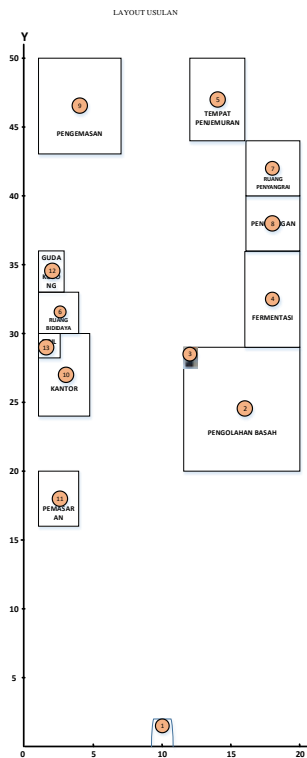 LAYOUT USULAN
Y
50
9
PENGEMASAN
5
TEMPAT
PENJEMURAN
45
7
RUANG
PENYANGRAI
40
8
35
GUDA
12
NG
4
FERMENTASI
6
RUANG
BIDIDAYA
30
13
3
10
KANTOR
25
2
PENGOLAHAN BASAH
20
11
PEMASAR
AN
15
10
5
1
0
5
10
15
20